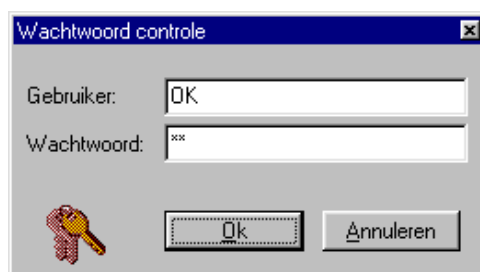 Wachtwoord controle
Gebruiker: OK
Wachtwoord: **
Ok Annuleren